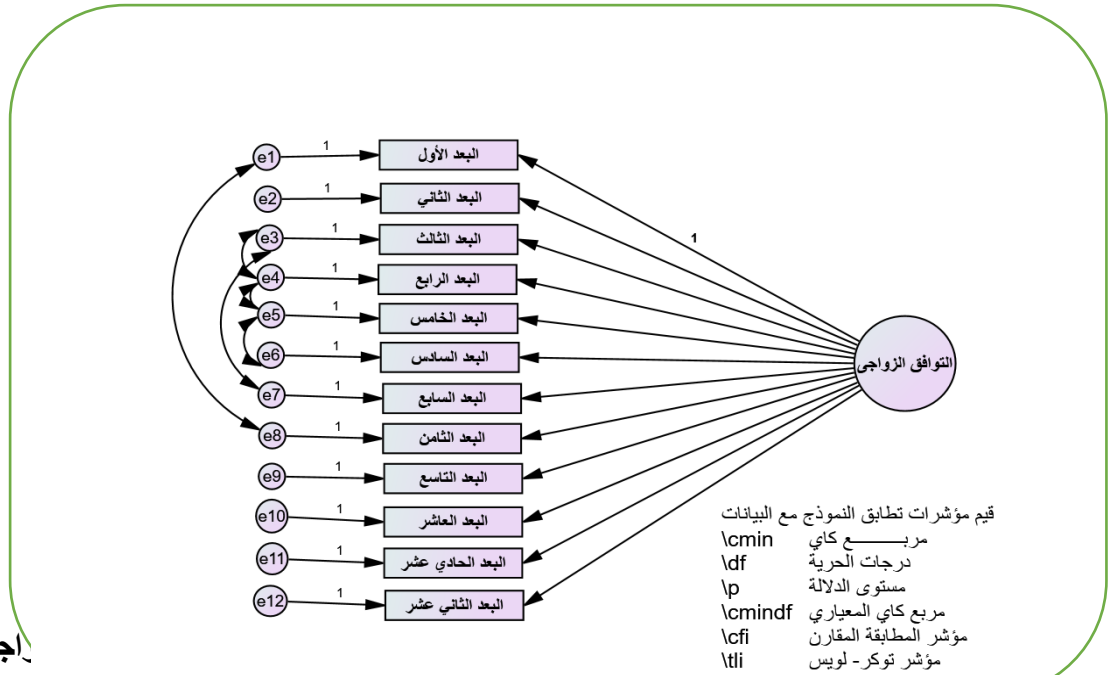 e1 1 البعد الأول
e2 1 البعد الثاني
e3 1 البعد الثالث
1
e4 1 البعد الرابع
e5 1 البعد الخامس
e6 1 البعد السادس
التوافق الزواجى
e7 1 البعد السابع
e8 1 البعد الثامن
e9 1 البعد التاسع
e10 1 البعد العاشر
e11 1 البعد الحادي عشر
e12 1 البعد الثاني عشر
قيم مؤشرات تطابق النموذج مع البيانات
مربـــــــع كاي \cmin
درجات الحرية \df
مستوى الدلالة \p
مربع كاي المعياري \cmindf
مؤشر المطابقة المقارن \cfi
مؤشر توكر- لويس \tli